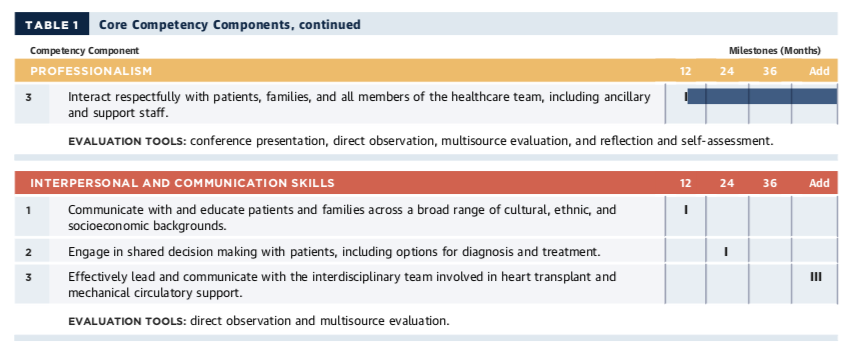 TABLE 1 Core Competency Components, continued
Competency Component Milestones (Months)
PROFESSIONALISM 12 24 36 Add
3 Interact respectfully with patients, families, and all members of the healthcare team, including ancillary I
and support staff.
EVALUATION TOOLS: conference presentation, direct observation, multisource evaluation, and reflection and self-assessment.
INTERPERSONAL AND COMMUNICATION SKILLS 12 24 36 Add
1 Communicate with and educate patients and families across a broad range of cultural, ethnic, and I
socioeconomic backgrounds.
2 Engage in shared decision making with patients, including options for diagnosis and treatment. I
3 Effectively lead and communicate with the interdisciplinary team involved in heart transplant and III
mechanical circulatory support.
EVALUATION TOOLS: direct observation and multisource evaluation.